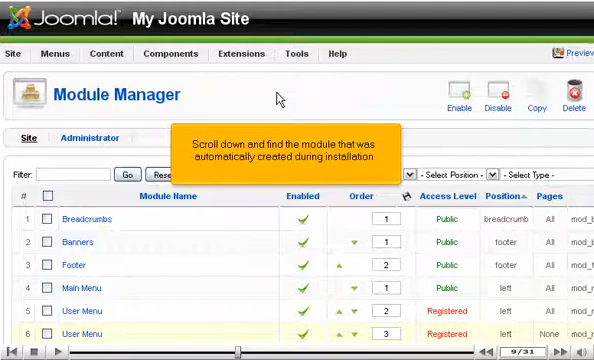 Joomla! My Joomla Site
Site Menus Content Components Extensions Tools Help Preview
Module Manager
Enable Disable Copy Delete
Site Administrator
Scroll down and find the module that was
automatically created during installation
Filter: Go - Select Position - - Select Type -
# Module Name Enabled Order Access Level Position Pages
1 Breadcrumbs 1 Public breadcrumb All
2 Banners 1 Public footer All
3 Footer 2 Public footer All
4 Main Menu 1 Public left All
5 User Menu 2 Registered left All
6 User Menu 3 Registered left None
9/31